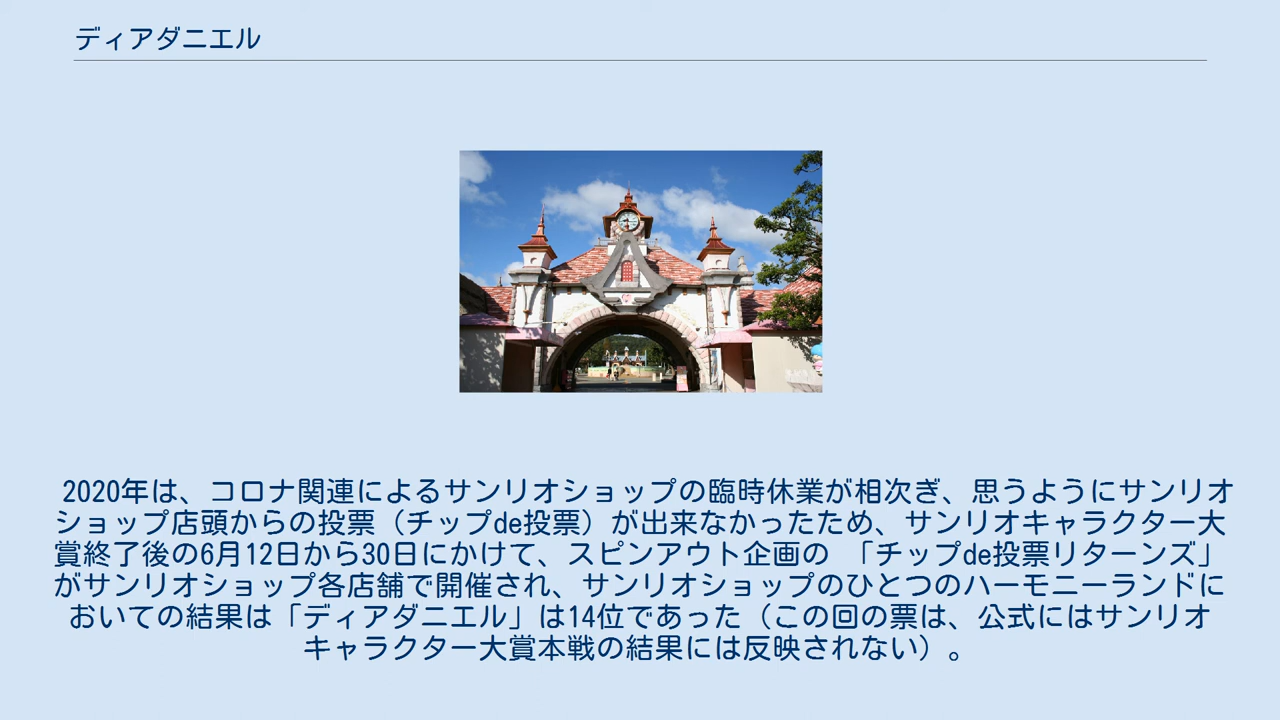 ディアダニエル
2020年は、コロナ関連によるサンリオショップの臨時休業が相次ぎ、思うようにサンリオ
ショップ店頭からの投票（チップde投票）が出来なかったため、サンリオキャラクター大
賞終了後の6月12日から30日にかけて、スピンアウト企画の　「チップde投票リターンズ」
がサンリオショップ各店舗で開催され、サンリオショップのひとつのハーモニーランドに
おいての結果は「ディアダニエル」は14位であった（この回の票は、公式にはサンリオ
キャラクター大賞本戦の結果には反映されない）。